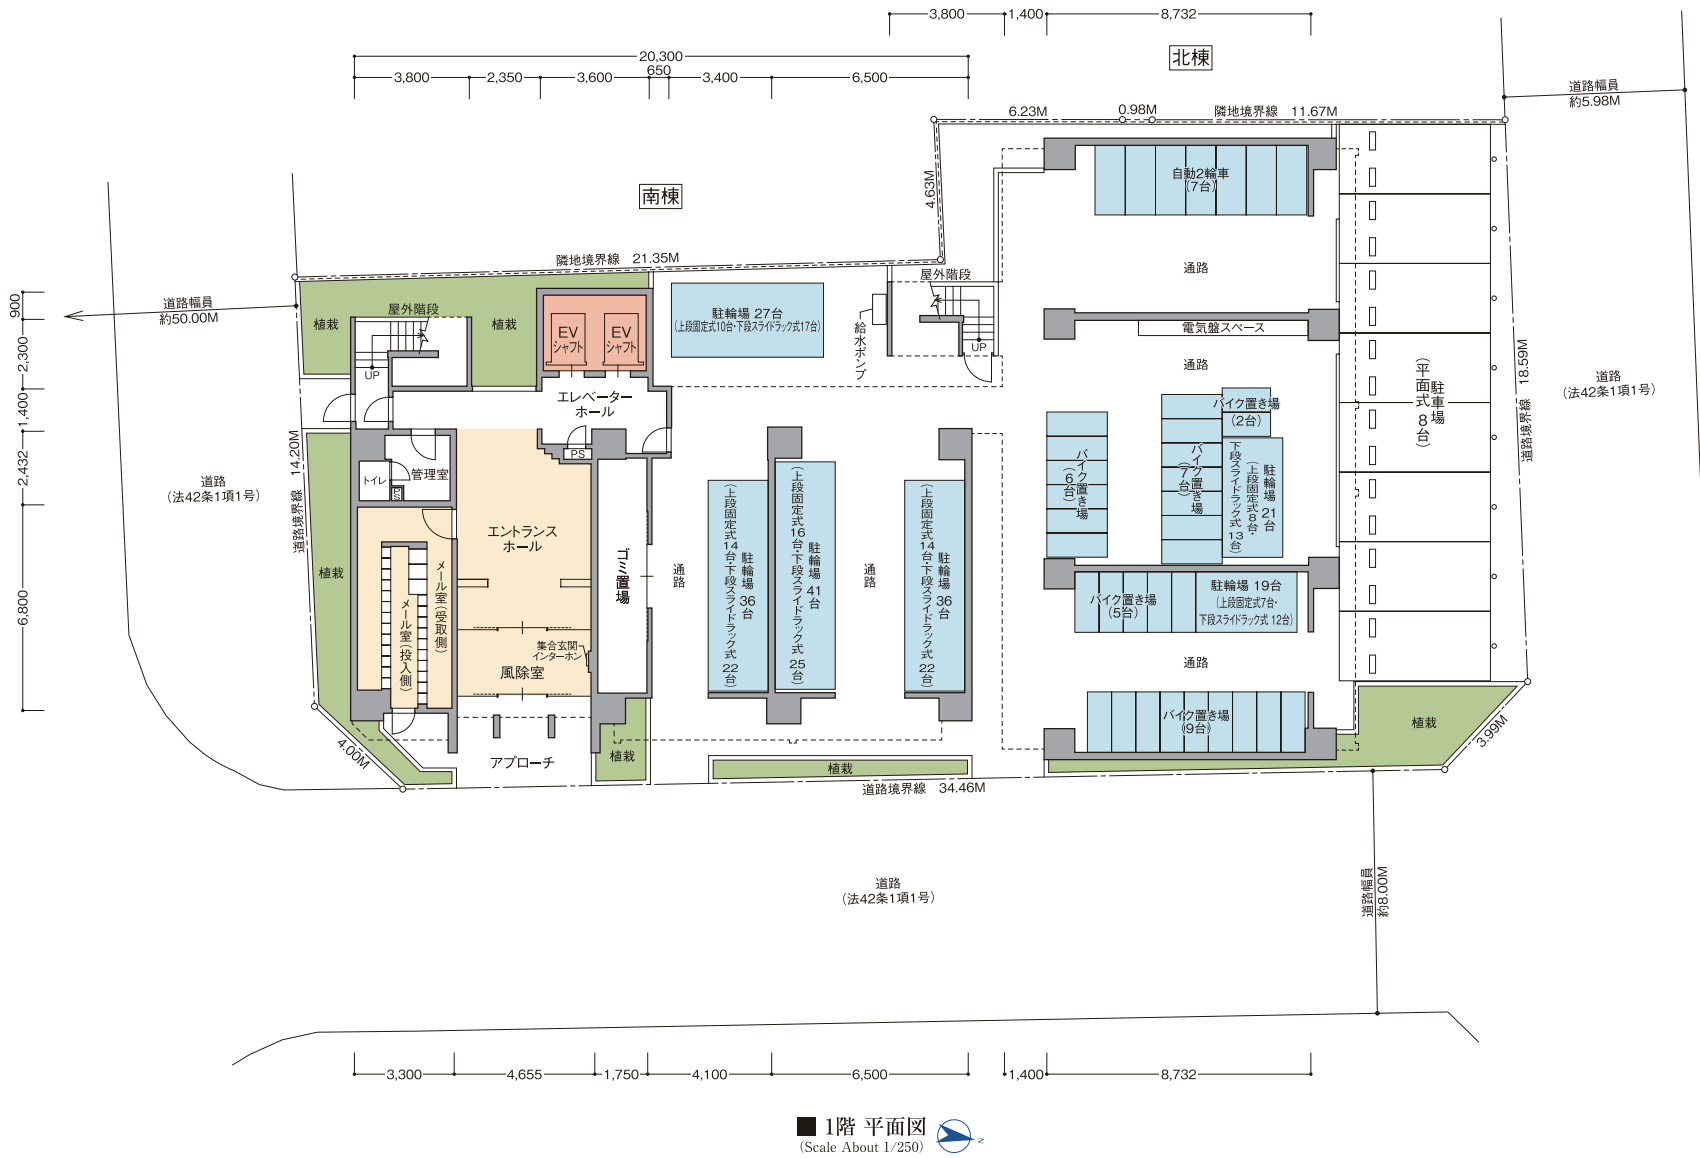 3,800
1,400
8,732
20,300
3,800
2,350
3,600
650
3,400
6,500
北棟
南棟
道路幅員
約5.98M
6.23M
0.98M
隣地境界線 11.67M
4.63M
隣地境界線 21.35M
道路幅員
約50.00M
900
2,300
1,400
2,432
6,800
植栽
屋外階段
UP
植栽
EV
シャフト
EV
シャフト
駐輪場 27台
(上段固定式10台・下段スライドラック式17台)
給水ポンプ
屋外階段
UP
自動2輪車
(7台)
通路
電気盤スペース
通路
駐車場
(平面式 8台)
道路境界線 18.59M
道路
(法42条1項1号)
エレベーター
ホール
PS
管理室
トイレ
PS
道路境界線 14.20M
道路
(法42条1項1号)
植栽
エントランス
ホール
メール室(受取側)
メール室(投入側)
ゴミ置場
集合玄関
インターホン
風除室
アプローチ
植栽
4.00M
通路
駐輪場 36台
(上段固定式14台・下段スライドラック式 22台)
駐輪場 41台
(上段固定式16台・下段スライドラック式 25台)
通路
駐輪場 36台
(上段固定式14台・下段スライドラック式 22台)
バイク置き場
(6台)
バイク置き場
(7台)
バイク置き場
(2台)
駐輪場 21台
(上段固定式8台・
下段スライドラック式 13台)
バイク置き場
(5台)
駐輪場 19台
(上段固定式7台・
下段スライドラック式 12台)
通路
バイク置き場
(9台)
植栽
3.99M
植栽
道路境界線 34.46M
道路
(法42条1項1号)
道路幅員
約8.00M
3,300
4,655
1,750
4,100
6,500
1,400
8,732
■ 1階 平面図
(Scale About 1/250)
N